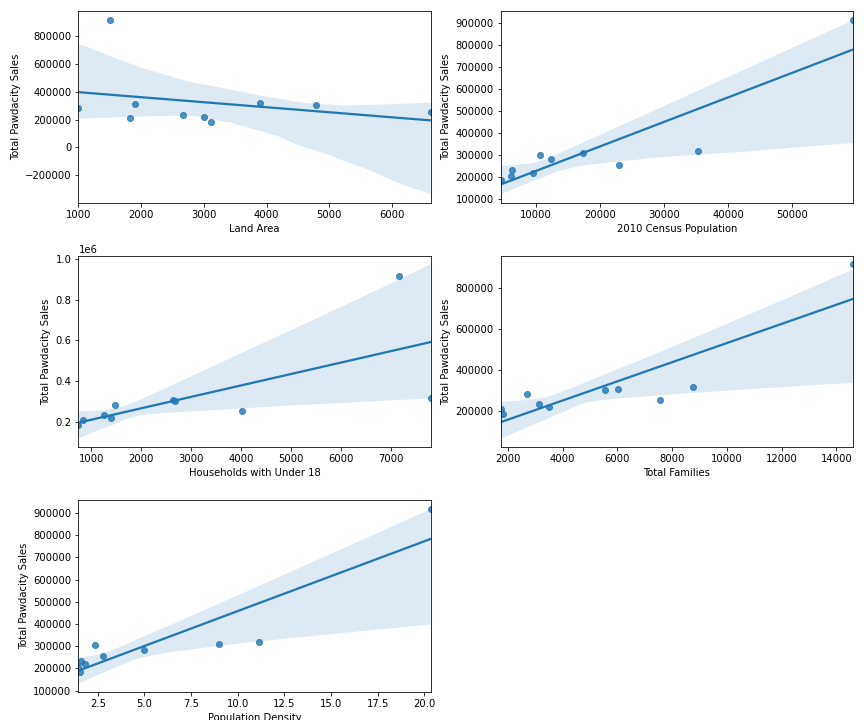 Total Pawdacity Sales
800000
600000
400000
200000
0
−200000
1000 2000 3000 4000 5000 6000
Land Area
Total Pawdacity Sales
900000
800000
700000
600000
500000
400000
300000
200000
100000
10000 20000 30000 40000 50000
2010 Census Population
1e6
Total Pawdacity Sales
1.0
0.8
0.6
0.4
0.2
1000 2000 3000 4000 5000 6000 7000
Households with Under 18
Total Pawdacity Sales
800000
600000
400000
200000
2000 4000 6000 8000 10000 12000 14000
Total Families
Total Pawdacity Sales
900000
800000
700000
600000
500000
400000
300000
200000
100000
2.5 5.0 7.5 10.0 12.5 15.0 17.5 20.0
Population Density